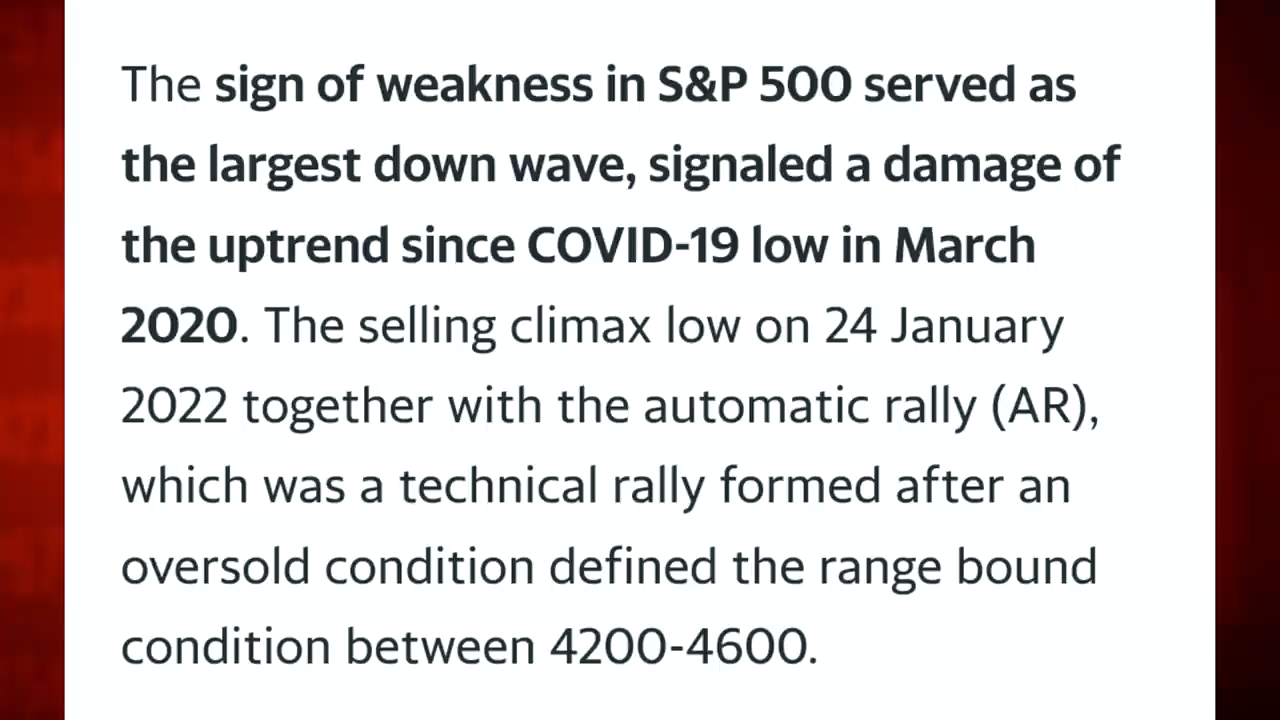 The sign of weakness in S&P 500 served as
the largest down wave, signaled a damage of
the uptrend since COVID-19 low in March
2020. The selling climax low on 24 January
2022 together with the automatic rally (AR),
which was a technical rally formed after an
oversold condition defined the range bound
condition between 4200-4600.